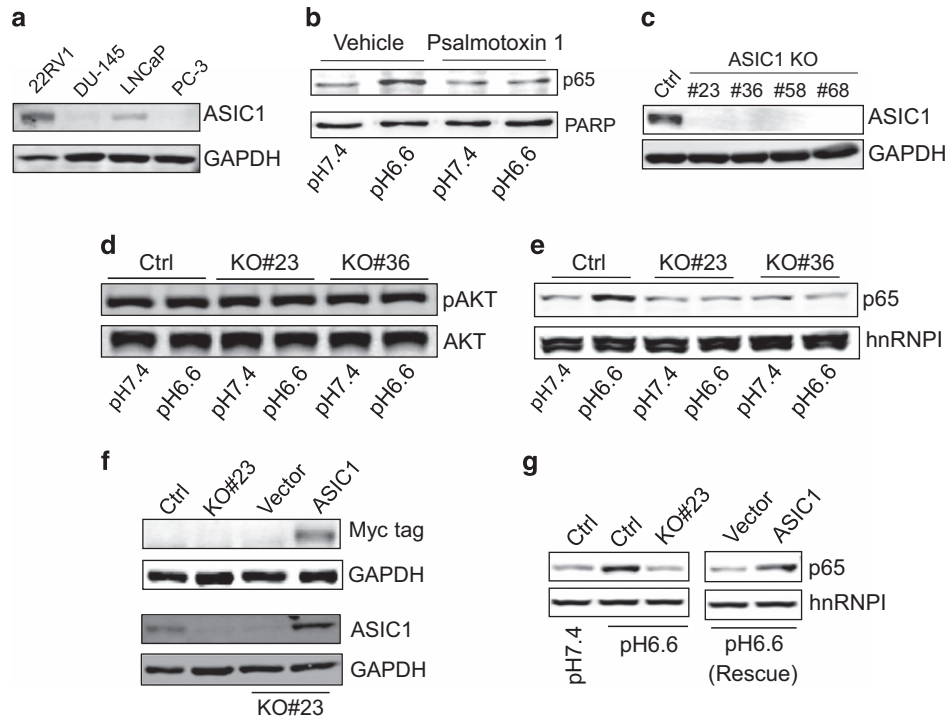 a
22RV1 DU-145 LNCaP PC-3
ASIC1
GAPDH
b
Vehicle Psalmotoxin 1
p65
PARP
pH7.4 pH6.6 pH7.4 pH6.6
c
Ctrl ASIC1 KO
#23 #36 #58 #68
ASIC1
GAPDH
d
Ctrl KO#23 KO#36
pAKT
AKT
pH7.4 pH6.6 pH7.4 pH6.6 pH7.4 pH6.6
e
Ctrl KO#23 KO#36
p65
hnRNPI
pH7.4 pH6.6 pH7.4 pH6.6 pH7.4 pH6.6
f
Ctrl KO#23 Vector ASIC1
Myc tag
GAPDH
ASIC1
GAPDH
KO#23
g
Ctrl Ctrl KO#23 Vector ASIC1
p65
hnRNPI
pH7.4 pH6.6 pH6.6
(Rescue)